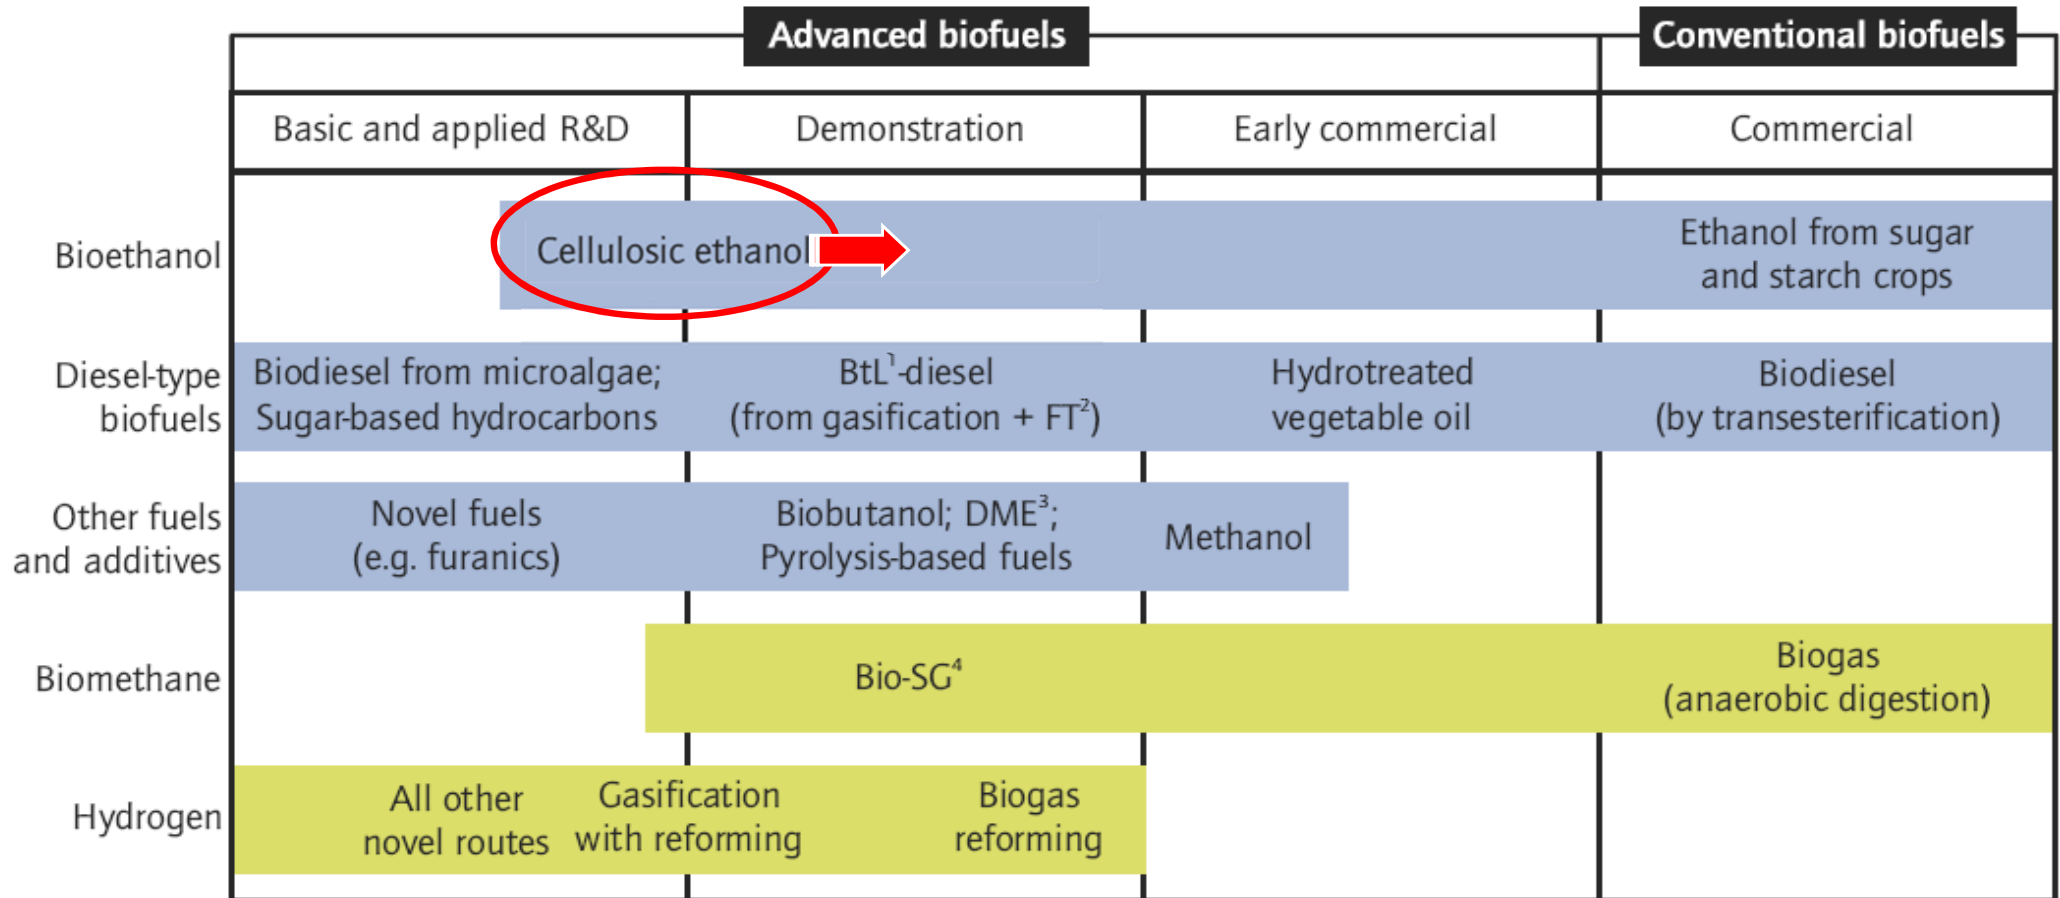 Advanced biofuels
Conventional biofuels
Basic and applied R&D
Demonstration
Early commercial
Commercial
Bioethanol
Cellulosic ethanol
Ethanol from sugar
and starch crops
Diesel-type
biofuels
Biodiesel from microalgae;
Sugar-based hydrocarbons
BtL¹-diesel
(from gasification + FT²)
Hydrotreated
vegetable oil
Biodiesel
(by transesterification)
Other fuels
and additives
Novel fuels
(e.g. furanics)
Biobutanol; DME³;
Pyrolysis-based fuels
Methanol
Biomethane
Bio-SG⁴
Biogas
(anaerobic digestion)
Hydrogen
All other
novel routes
Gasification
with reforming
Biogas
reforming